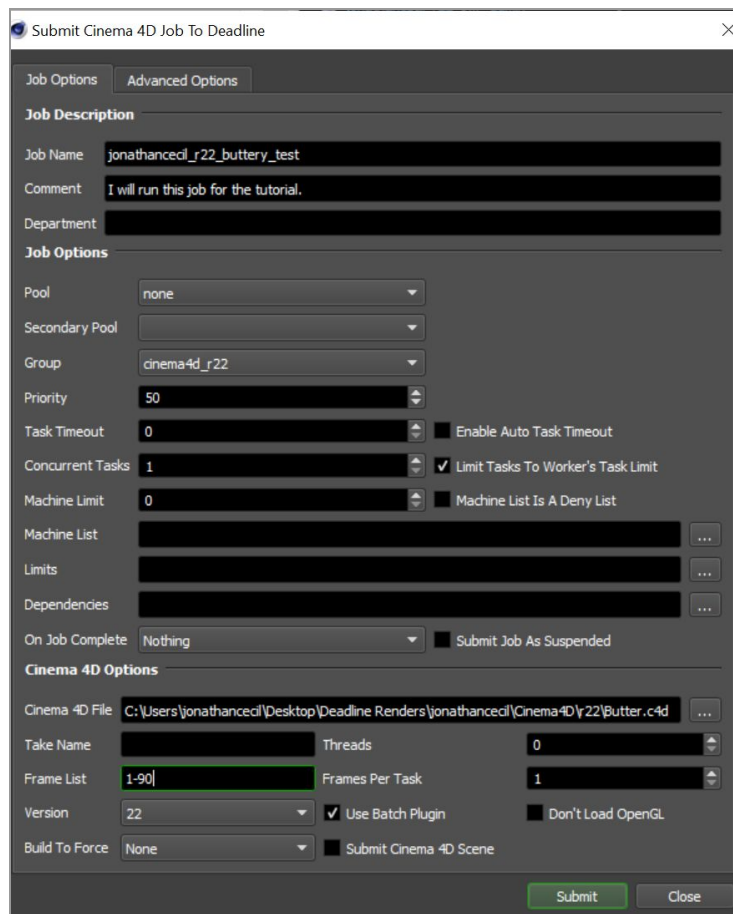 Submit Cinema 4D Job To Deadline
Job Options Advanced Options
Job Description
Job Name jonathancecil_r22_buttery_test
Comment I will run this job for the tutorial.
Department
Job Options
Pool none
Secondary Pool
Group cinema4d_r22
Priority 50
Task Timeout 0 Enable Auto Task Timeout
Concurrent Tasks 1 Limit Tasks To Worker's Task Limit
Machine Limit 0 Machine List Is A Deny List
Machine List ...
Limits ...
Dependencies ...
On Job Complete Nothing Submit Job As Suspended
Cinema 4D Options
Cinema 4D File C:\Users\jonathancecil\Desktop\Deadline Renders\jonathancecil\Cinema4D\r22\Butter.c4d ...
Take Name Threads 0
Frame List 1-90 Frames Per Task 1
Version 22 Use Batch Plugin Don't Load OpenGL
Build To Force None Submit Cinema 4D Scene
Submit Close